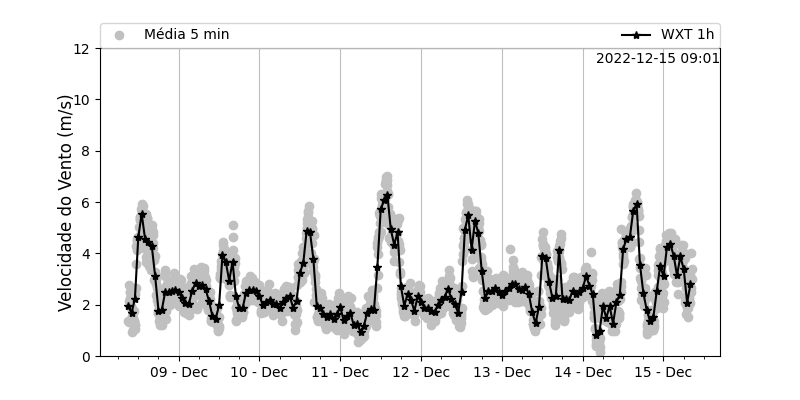 Média 5 min
WXT 1h
2022-12-15 09:01
Velocidade do Vento (m/s)
12
10
8
6
4
2
0
09 - Dec
10 - Dec
11 - Dec
12 - Dec
13 - Dec
14 - Dec
15 - Dec